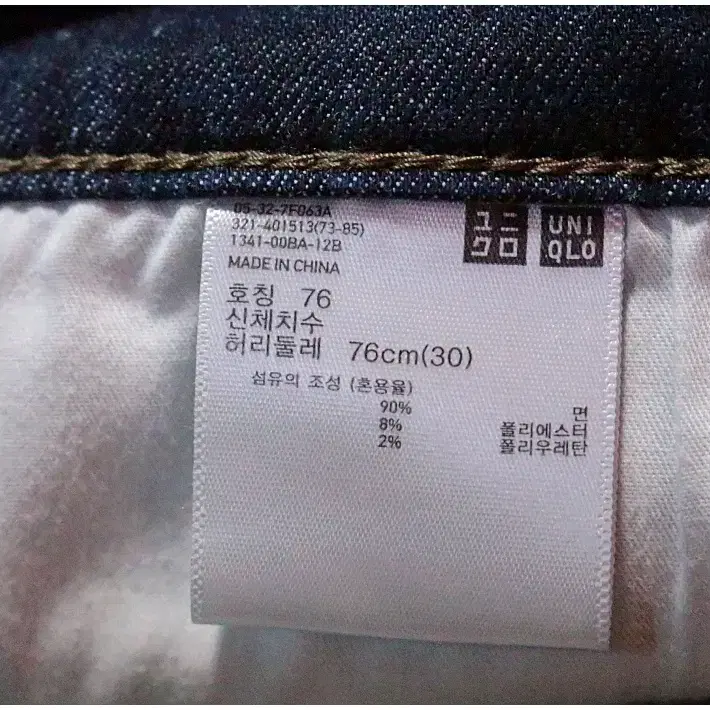 05-32-7F063A
321-401513(73-85)
1341-00BA-12B
MADE IN CHINA
ユニ
クロ
UNI
QLO
호칭 76
신체치수
허리둘레 76cm(30)
섬유의 조성 (혼용율)
90% 면
8% 폴리에스터
2% 폴리우레탄